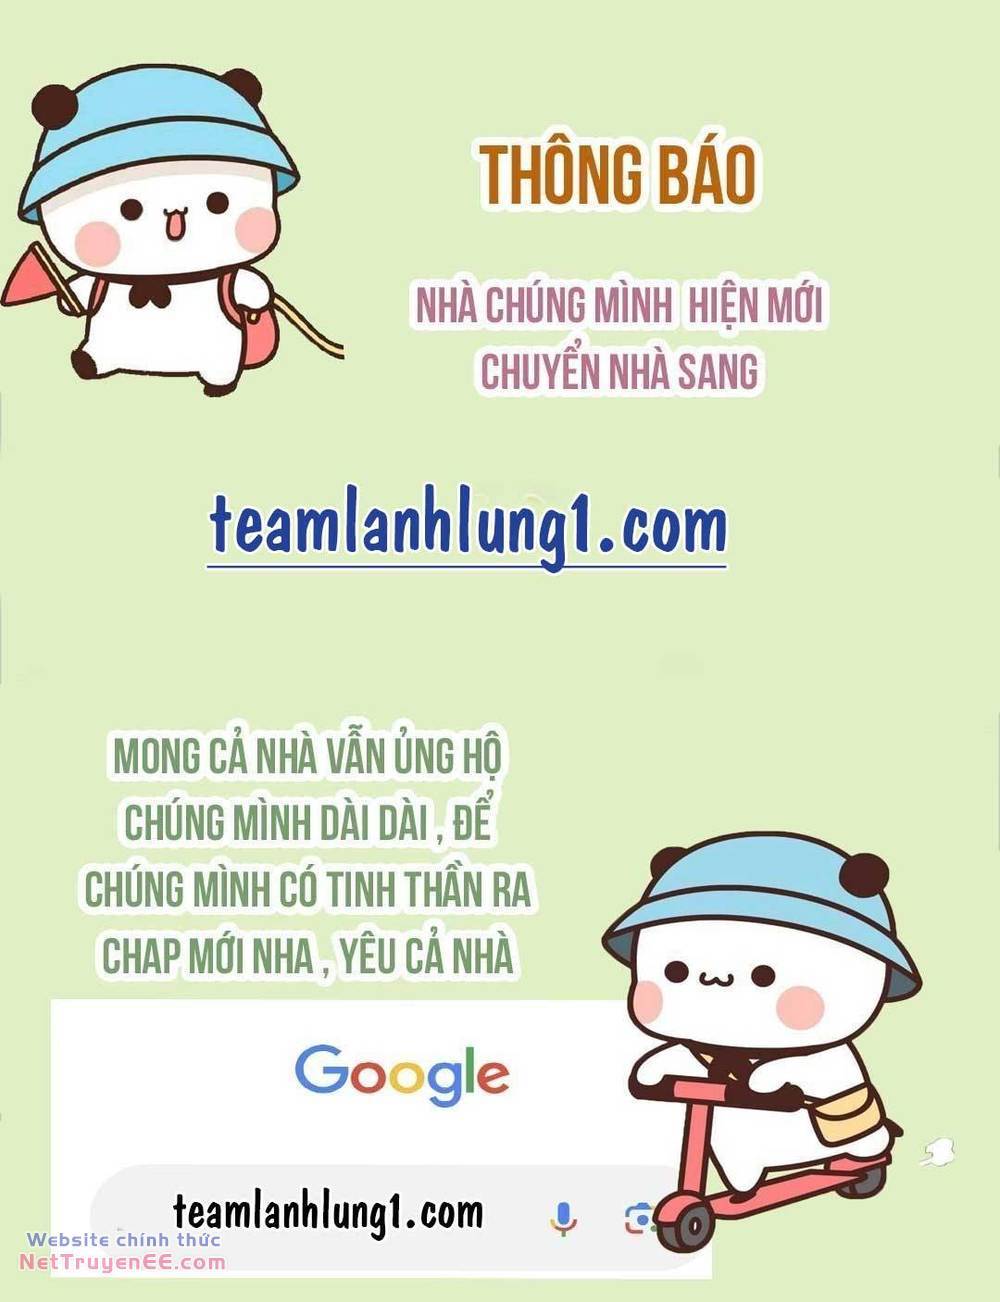 THÔNG BÁO
NHÀ CHÚNG MÌNH HIỆN MỚI
CHUYỂN NHÀ SANG
teamlanhlung1.com
MONG CẢ NHÀ VẪN ỦNG HỘ
CHÚNG MÌNH DÀI DÀI , ĐỂ
CHÚNG MÌNH CÓ TINH THẦN RA
CHAP MỚI NHA , YÊU CẢ NHÀ
Google
teamlanhlung1.com
Website chính thức
NetTruyenEE.com